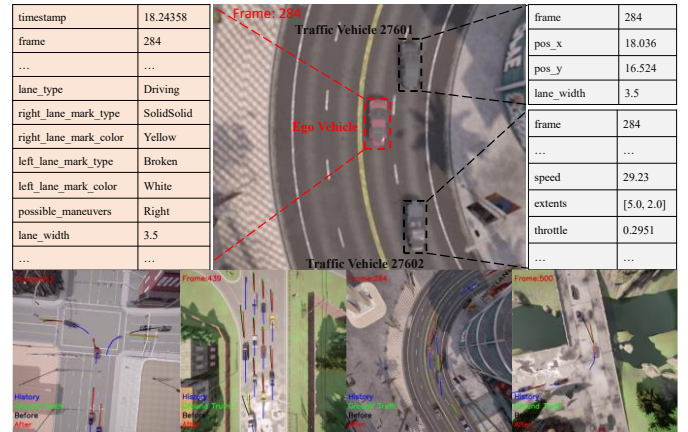 timestamp 18.24358
frame 284
... ...
lane_type Driving
right_lane_mark_type SolidSolid
right_lane_mark_color Yellow
left_lane_mark_type Broken
left_lane_mark_color White
possible_maneuvers Right
lane_width 3.5
... ...
Frame: 284
Traffic Vehicle 27601
Ego Vehicle
Traffic Vehicle 27602
frame 284
pos_x 18.036
pos_y 16.524
lane_width 3.5
frame 284
... ...
speed 29.23
extents [5.0, 2.0]
throttle 0.2951
... ...
History
Ground Truth
Before
After
Frame:439
History
Ground Truth
Before
After
Frame:284
History
Ground Truth
Before
After
Frame:500
History
Ground Truth
Before
After